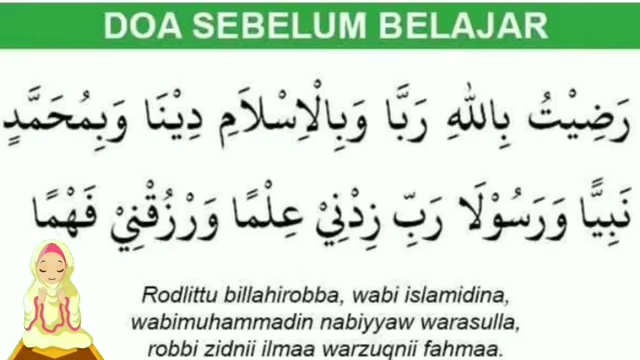 DOA SEBELUM BELAJAR
رَضِيْتُ بِاللهِ رَبَّا وَبِالْاِسْلَامِ دِيْنَا وَبِمُحَمَّدٍ
نَبِيًّا وَرَسُوْلَا رَبِّ زِدْنِيْ عِلْمًا وَرْزُقْنِيْ فَهْمًا
Rodlittu billahirobba, wabi islamidina,
wabimuhammadin nabiyyaw warasulla,
robbi zidnii ilmaa warzuqnii fahmaa.